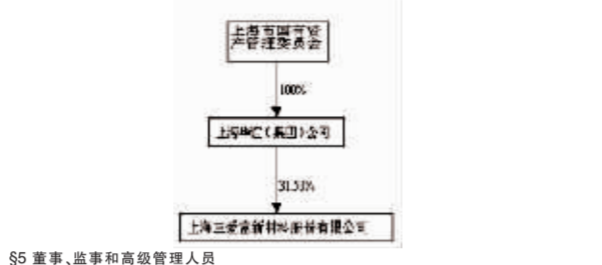 上海市国有资
产管理委员会
100%
上海华谊(集团)公司
31.53%
上海三爱富新材料股份有限公司
§5 董事、监事和高级管理人员